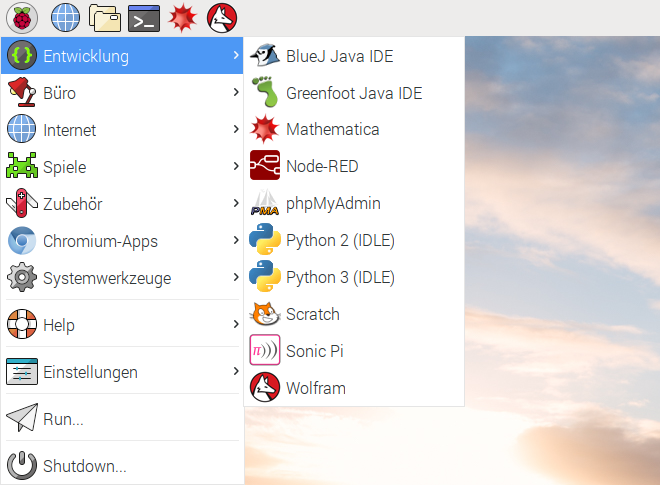 Entwicklung
Büro
Internet
Spiele
Zubehör
Chromium-Apps
Systemwerkzeuge
Help
Einstellungen
Run...
Shutdown...
BlueJ Java IDE
Greenfoot Java IDE
Mathematica
Node-RED
PMA
phpMyAdmin
Python 2 (IDLE)
Python 3 (IDLE)
Scratch
π)))
Sonic Pi
Wolfram